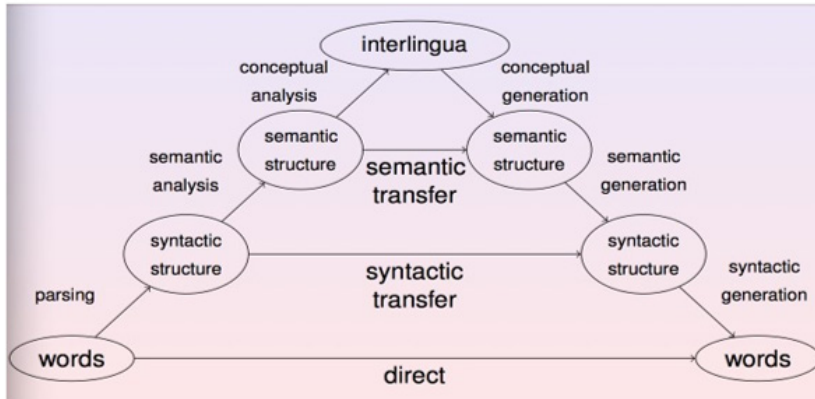 interlingua
conceptual
analysis
conceptual
generation
semantic
structure
semantic
structure
semantic
transfer
semantic
analysis
semantic
generation
syntactic
structure
syntactic
structure
syntactic
transfer
parsing
syntactic
generation
words
words
direct